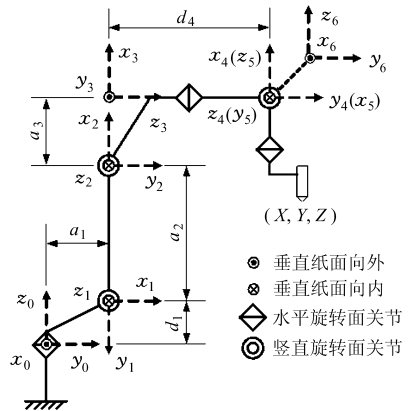 d4
z6
x6
y6
x3
x4(z5)
y3
z3
z4(y5)
y4(x5)
a3
x2
z2
y2
(X, Y, Z)
a1
a2
z0
z1
x1
d1
x0
y0
y1
垂直纸面向外
垂直纸面向内
水平旋转面关节
竖直旋转面关节